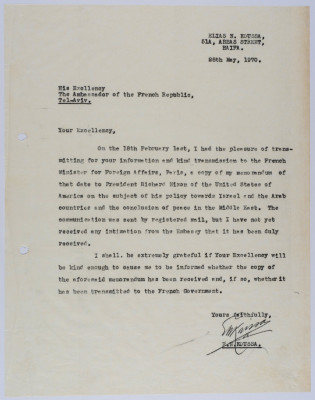 ELIAS N. KOUSSA,
61A, ABBAS STREET,
HAIFA.
28th May, 1970.
His Excellency
The Ambassador of the French Republic,
Tel-Aviv.
Your Excellency,
On the 18th February last, I had the pleasure of trans-
mitting for your information and kind transmission to the French
Minister for Foreign Affairs, Paris, a copy of my memorandum of
that date to President Richard Nixon of the United States of
America on the subject of his policy towards Israel and the Arab
countries and the conclusion of peace in the Middle East. The
communication was sent by registered mail, but I have not yet
received any intimation from the Embassy that it has been duly
received.
I shall be extremely grateful if Your Excellency will
be kind enough to cause me to be informed whether the copy of
the aforesaid memorandum has been received and, if so, whether it
has been transmitted to the French Government.
Yours faithfully,
E.N.KOUSSA.